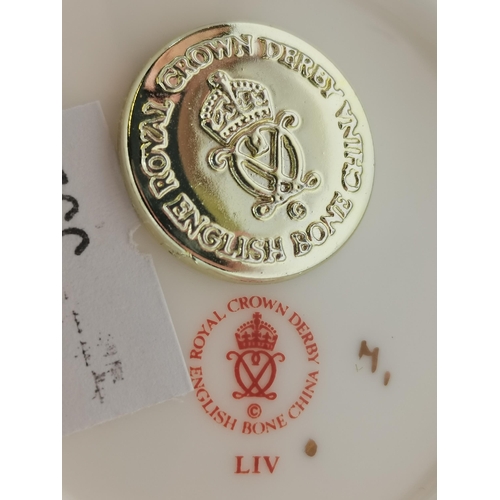 ROYAL CROWN DERBY
ENGLISH BONE CHINA
ROYAL CROWN DERBY
ENGLISH BONE CHINA
©
LIV
M.